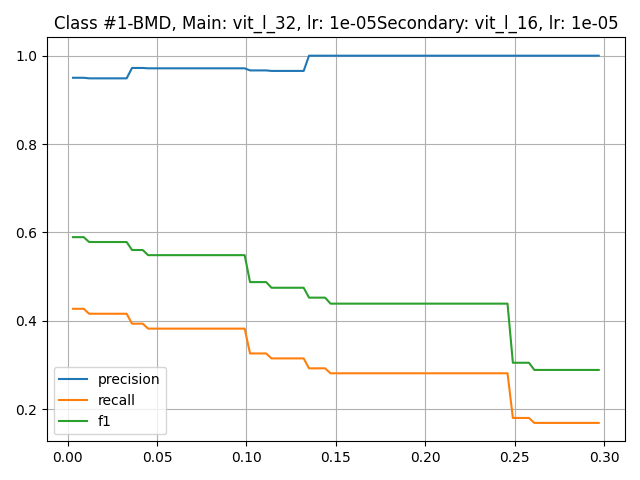 Class #1-BMD, Main: vit_l_32, lr: 1e-05Secondary: vit_l_16, lr: 1e-05
1.0
0.8
0.6
0.4
0.2
precision
recall
f1
0.00 0.05 0.10 0.15 0.20 0.25 0.30